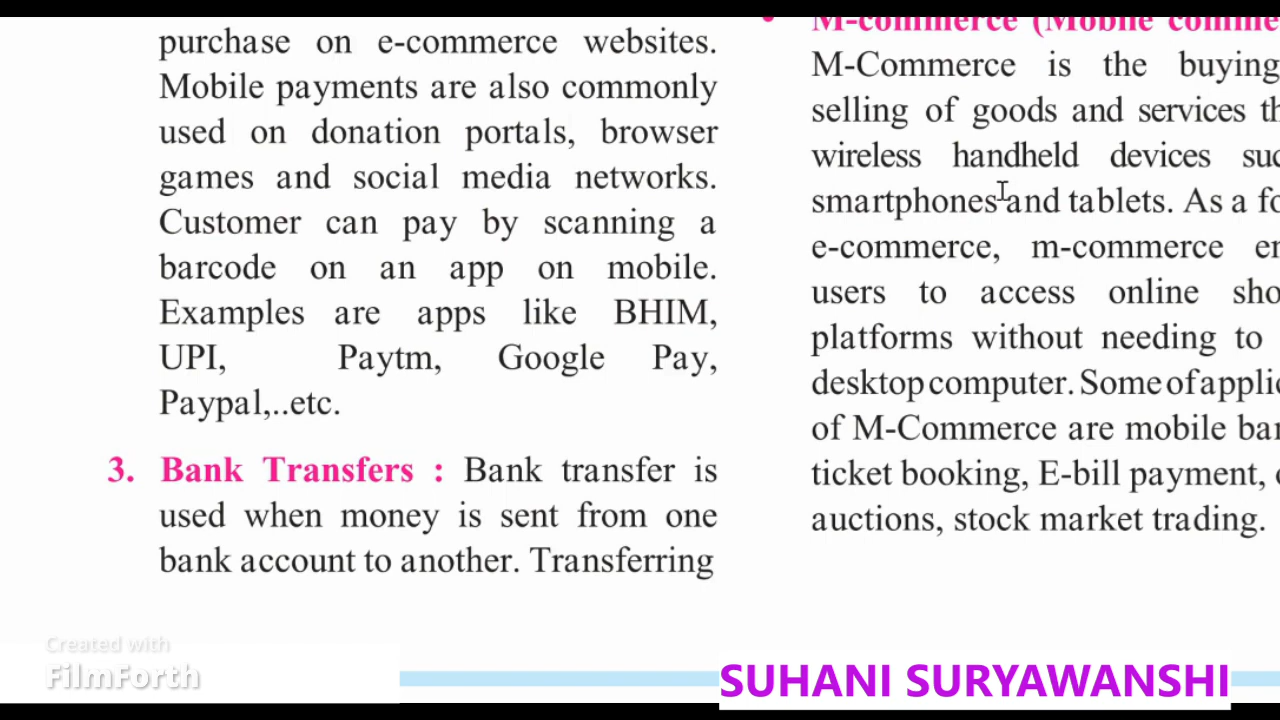 purchase on e-commerce websites.
Mobile payments are also commonly
used on donation portals, browser
games and social media networks.
Customer can pay by scanning a
barcode on an app on mobile.
Examples are apps like BHIM,
UPI, Paytm, Google Pay,
Paypal,..etc.
3. Bank Transfers : Bank transfer is
used when money is sent from one
bank account to another. Transferring
• M-commerce (Mobile comme
M-Commerce is the buying
selling of goods and services th
wireless handheld devices suc
smartphones and tablets. As a fo
e-commerce, m-commerce en
users to access online sho
platforms without needing to
desktop computer. Some of applic
of M-Commerce are mobile ban
ticket booking, E-bill payment,
auctions, stock market trading.
Created with
FilmForth
SUHANI SURYAWANSHI